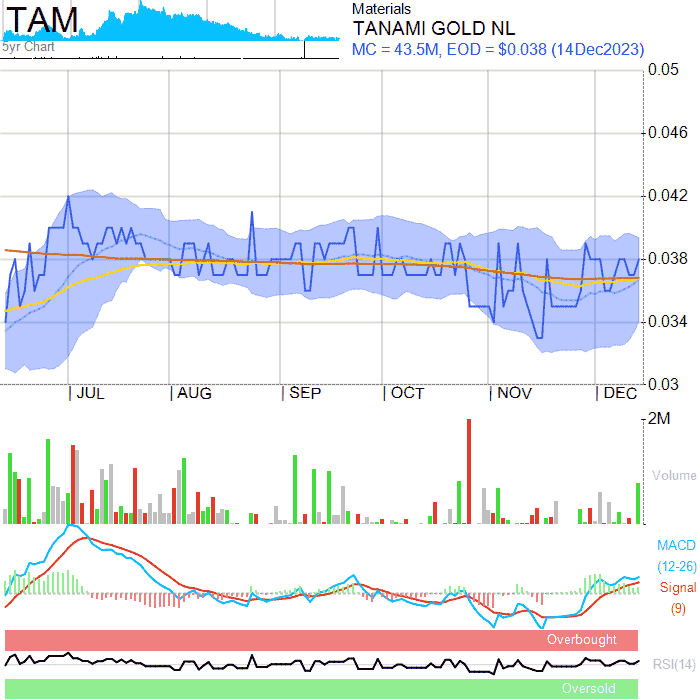 TAM
5yr Chart
Materials
TANAMI GOLD NL
MC = 43.5M, EOD = $0.038 (14Dec2023)
0.05
0.046
0.042
0.038
0.034
0.03
JUL AUG SEP OCT NOV DEC
2M
Volume
MACD
(12-26)
Signal
(9)
Overbought
RSI(14)
Oversold